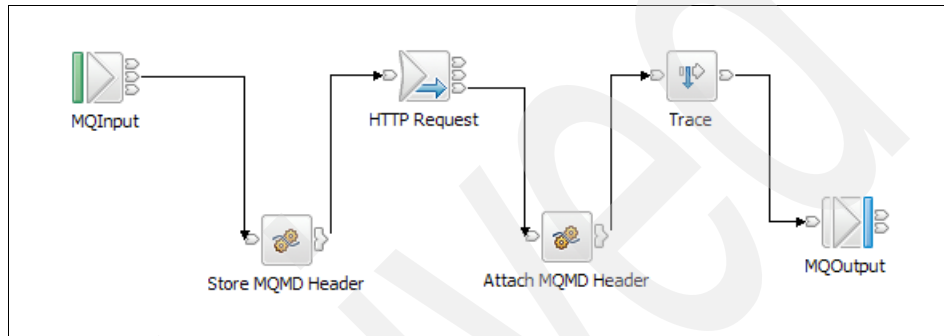 MQInput
HTTP Request
Trace
Store MQMD Header
Attach MQMD Header
MQOutput